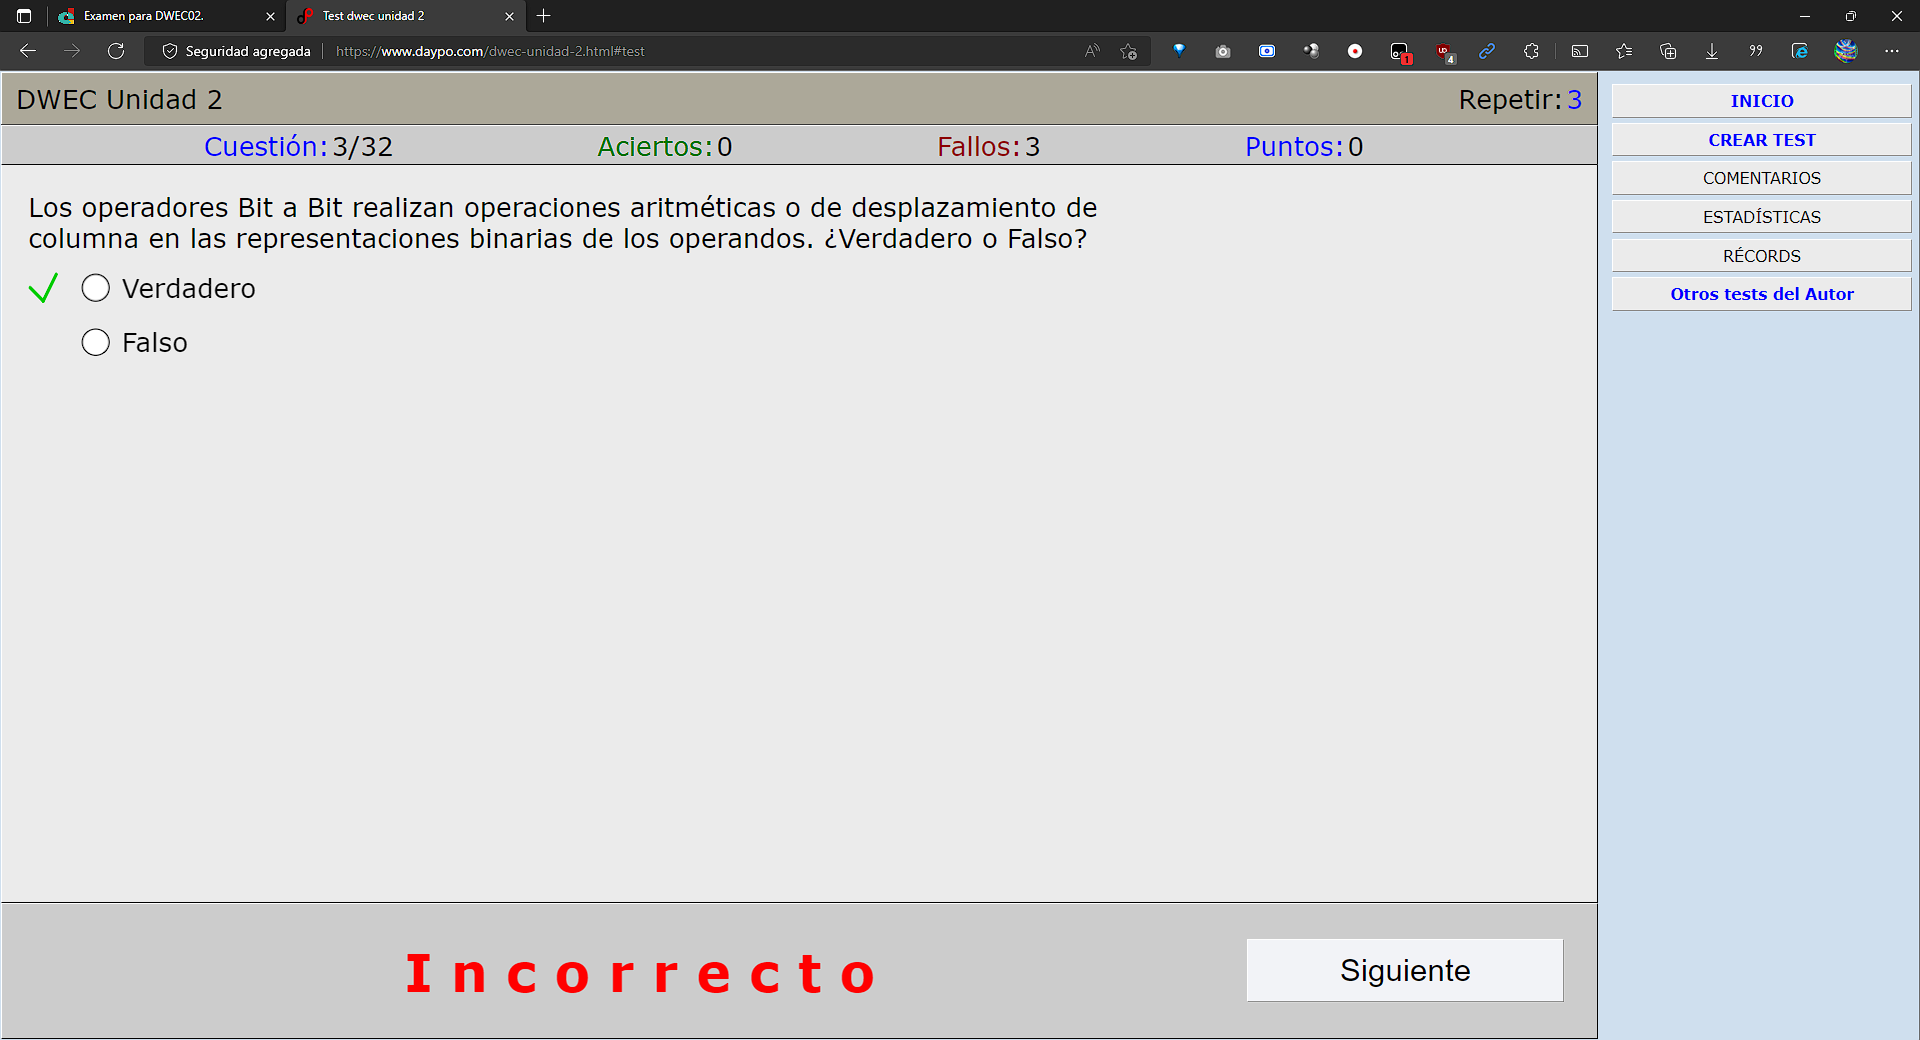 Examen para DWEC02.
Test dwec unidad 2
Seguridad agregada
https://www.daypo.com/dwec-unidad-2.html#test
1
UD
4
DWEC Unidad 2
Repetir: 3
Cuestión: 3/32
Aciertos: 0
Fallos: 3
Puntos: 0
Los operadores Bit a Bit realizan operaciones aritméticas o de desplazamiento de
columna en las representaciones binarias de los operandos. ¿Verdadero o Falso?
Verdadero
Falso
Incorrecto
Siguiente
INICIO
CREAR TEST
COMENTARIOS
ESTADÍSTICAS
RÉCORDS
Otros tests del Autor